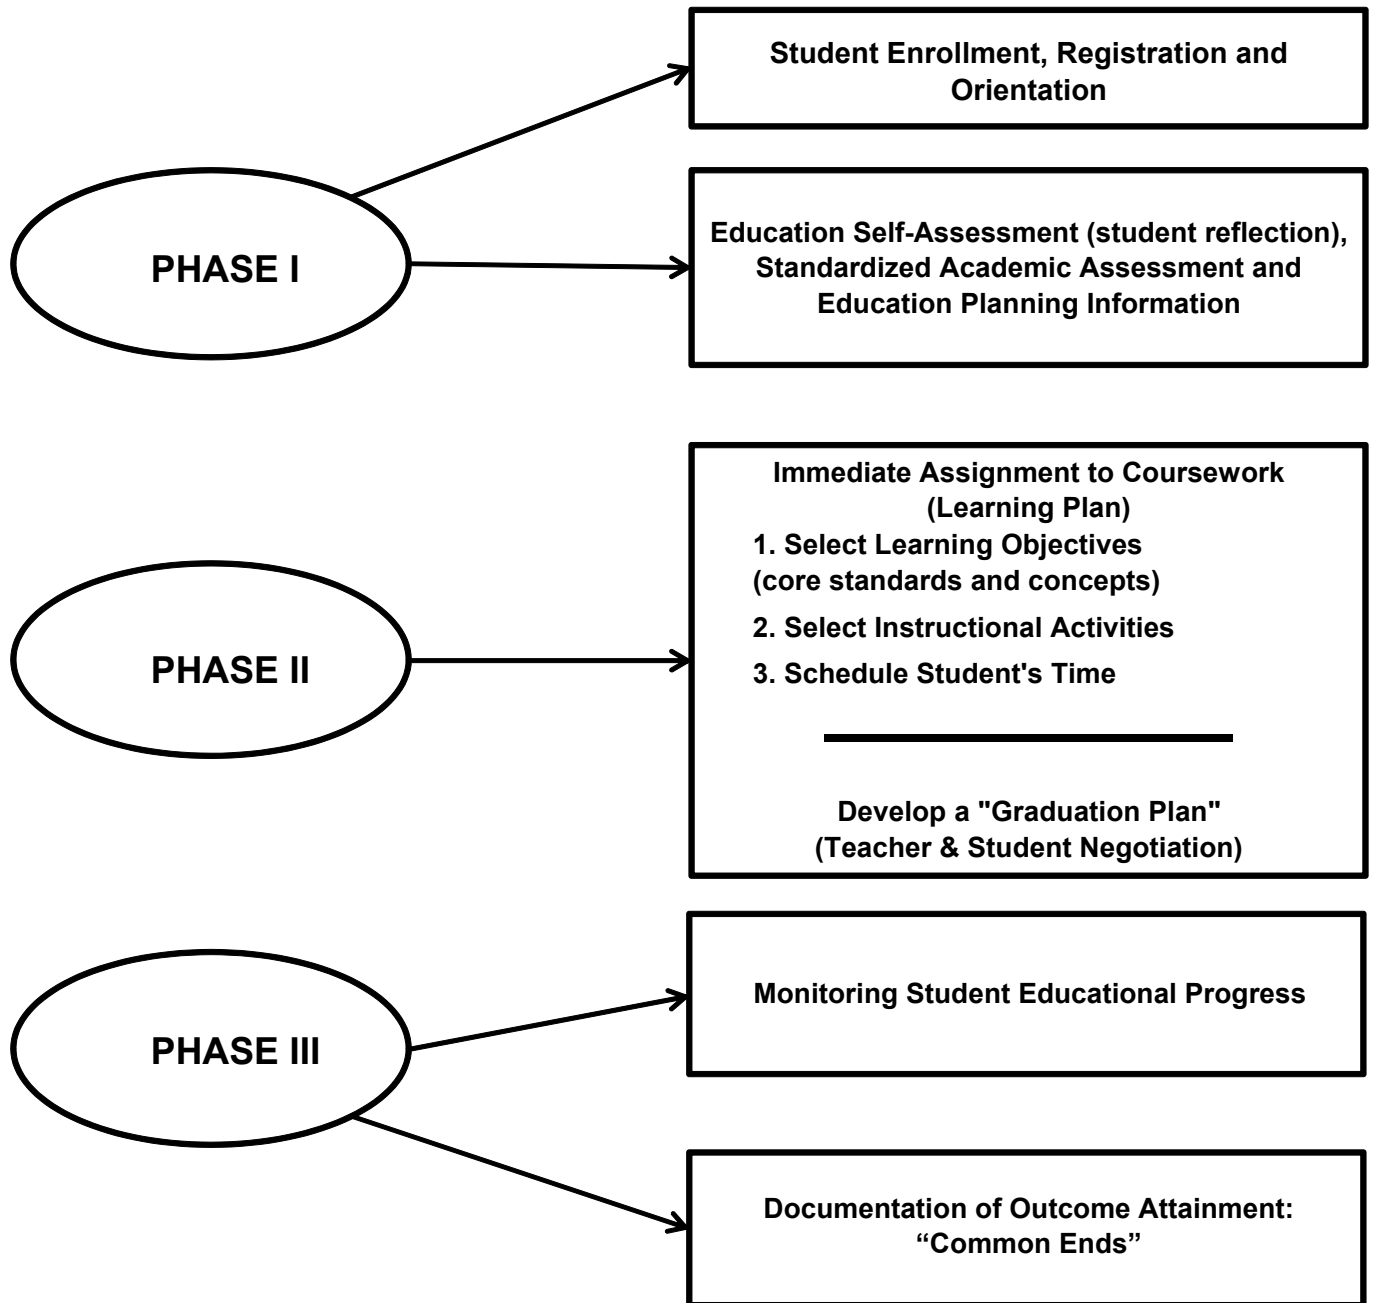 Student Enrollment, Registration and
Orientation
PHASE I
Education Self-Assessment (student reflection),
Standardized Academic Assessment and
Education Planning Information
PHASE II
Immediate Assignment to Coursework
(Learning Plan)
1. Select Learning Objectives
(core standards and concepts)
2. Select Instructional Activities
3. Schedule Student's Time
Develop a "Graduation Plan"
(Teacher & Student Negotiation)
PHASE III
Monitoring Student Educational Progress
Documentation of Outcome Attainment:
“Common Ends”